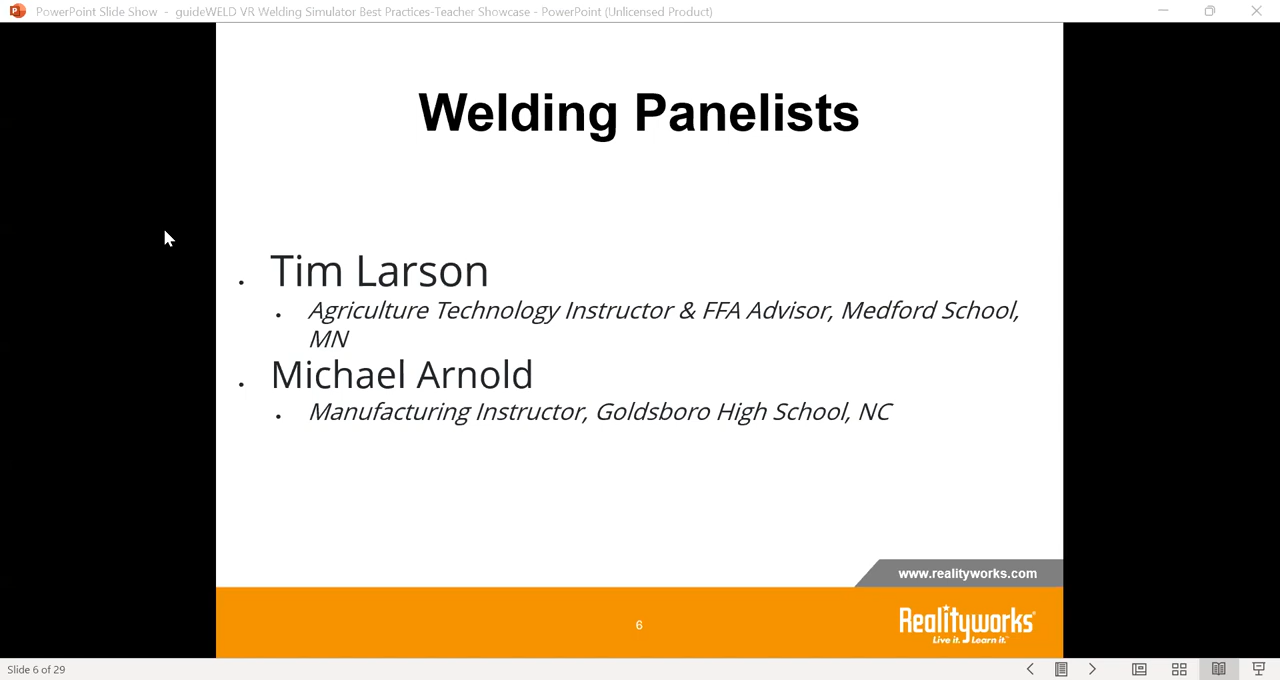 PowerPoint Slide Show - guideWELD VR Welding Simulator Best Practices-Teacher Showcase - PowerPoint (Unlicensed Product)
Welding Panelists
Tim Larson
Agriculture Technology Instructor & FFA Advisor, Medford School,
MN
Michael Arnold
Manufacturing Instructor, Goldsboro High School, NC
www.realityworks.com
6
Realityworks
Live it. Learn it.™
Slide 6 of 29